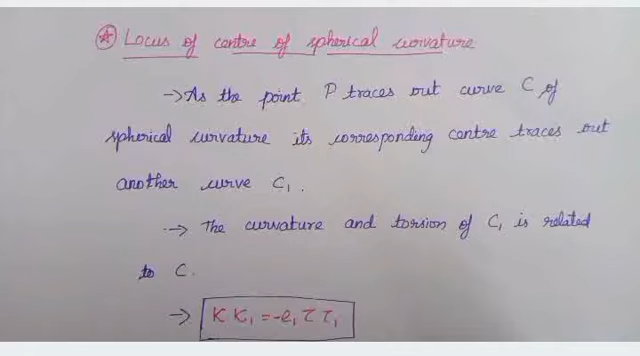 * Locus of centre of spherical curvature
→ As the point P traces out curve C of
spherical curvature its corresponding centre traces out
another curve C₁.
→ The curvature and torsion of C₁ is related
to C.
→ K K₁ = -e₁ τ τ₁